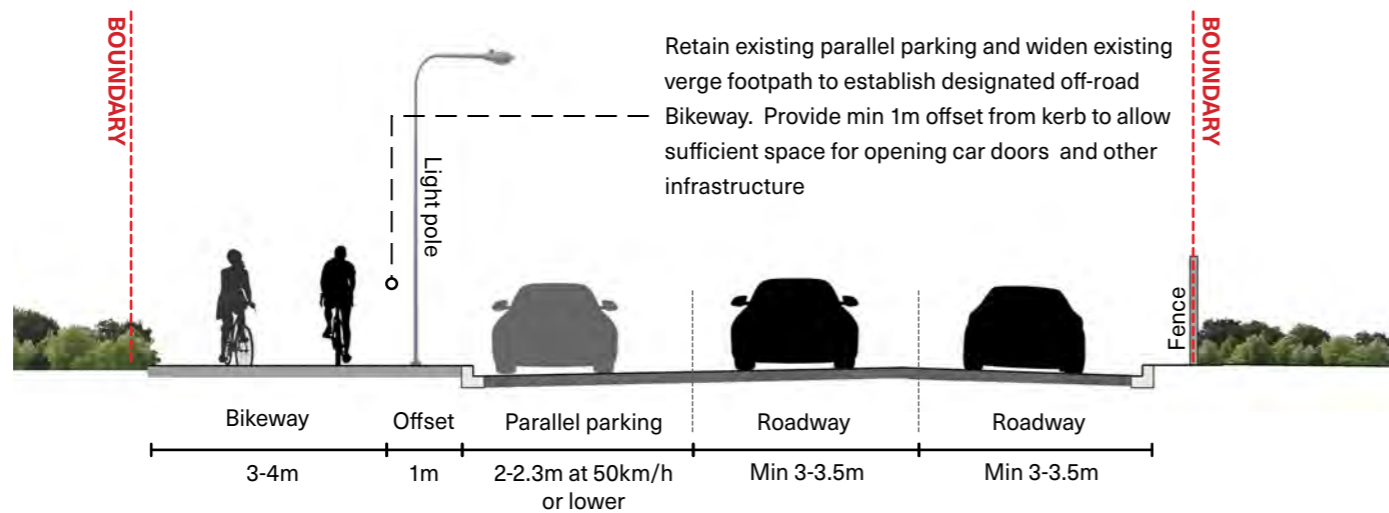 BOUNDARY
Retain existing parallel parking and widen existing
verge footpath to establish designated off-road
Bikeway. Provide min 1m offset from kerb to allow
sufficient space for opening car doors and other
infrastructure
BOUNDARY
Light pole
Fence
Bikeway
Offset
Parallel parking
Roadway
Roadway
3-4m
1m
2-2.3m at 50km/h
or lower
Min 3-3.5m
Min 3-3.5m